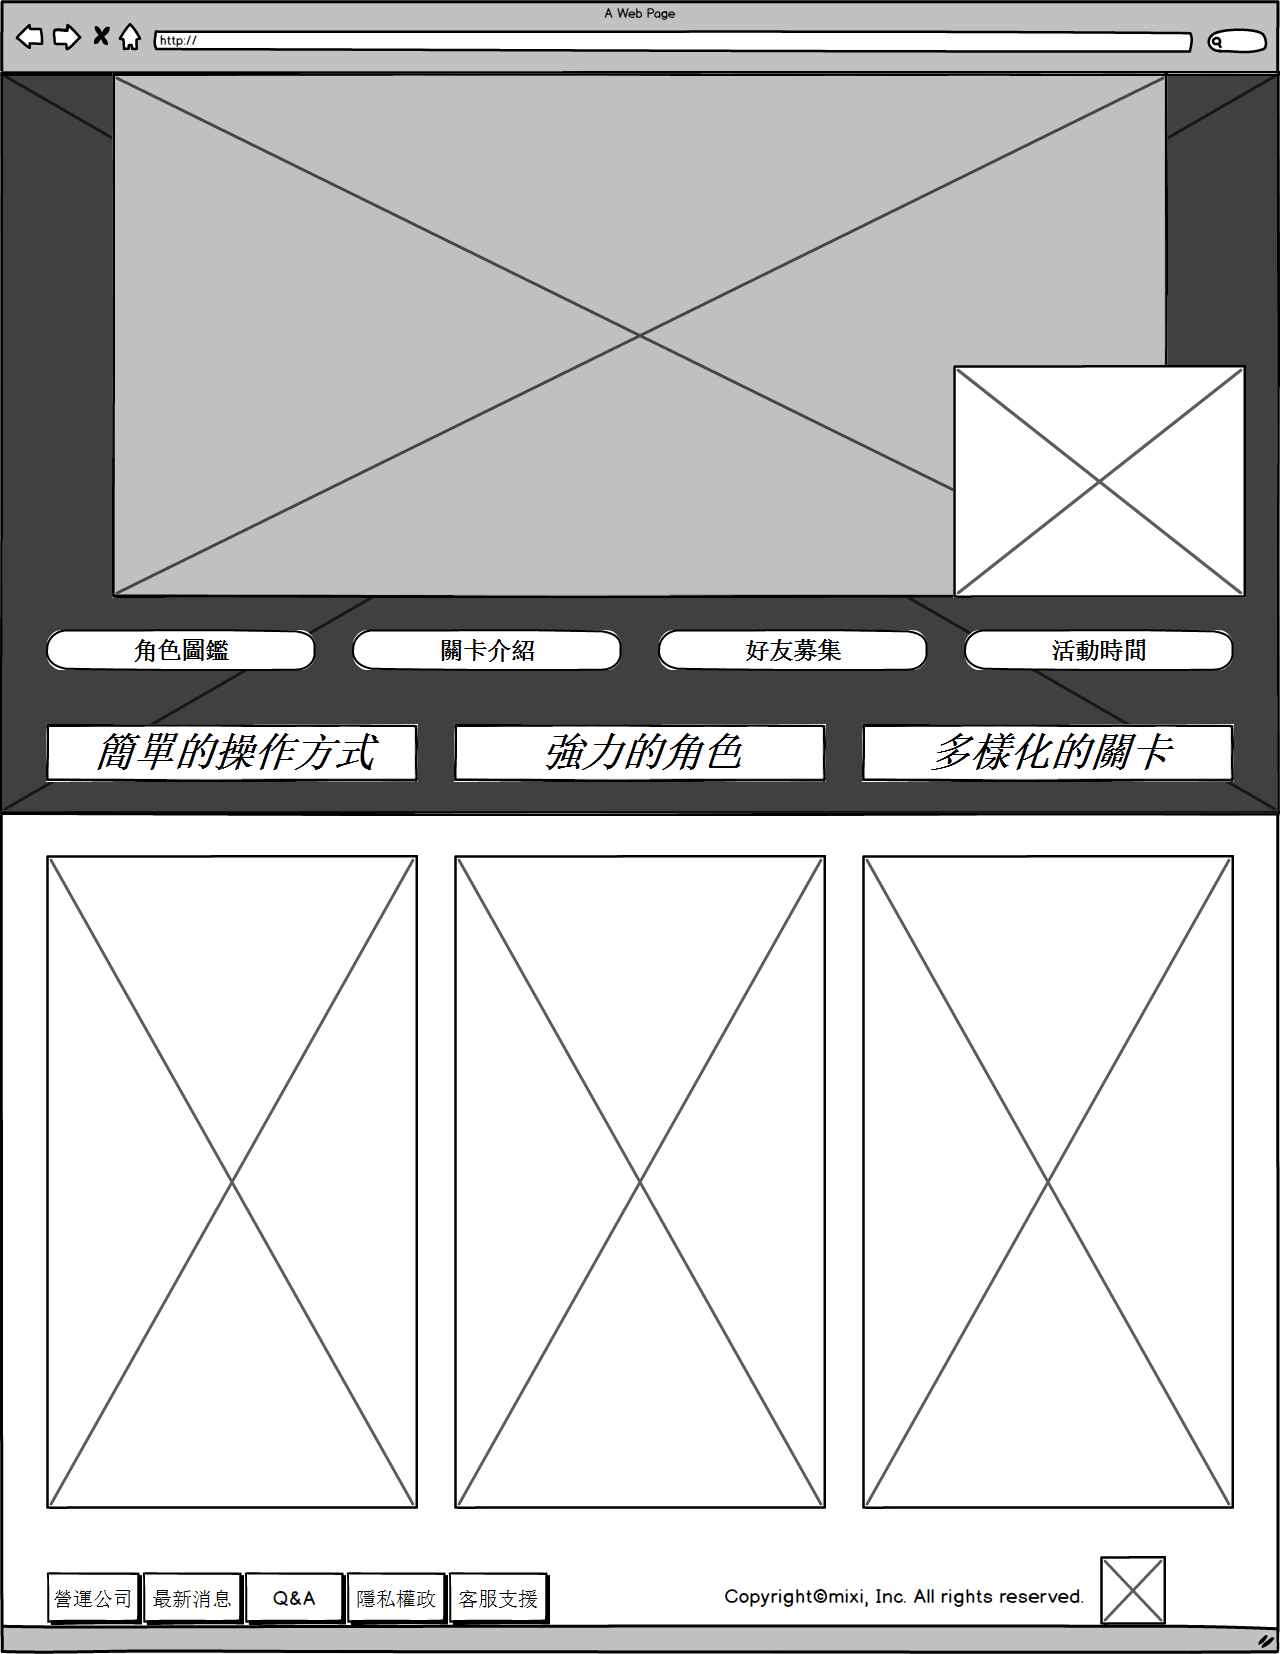 A Web Page
http://
角色圖鑑
關卡介紹
好友募集
活動時間
簡單的操作方式
強力的角色
多樣化的關卡
營運公司
最新消息
Q&A
隱私權政
客服支援
Copyright©mixi, Inc. All rights reserved.